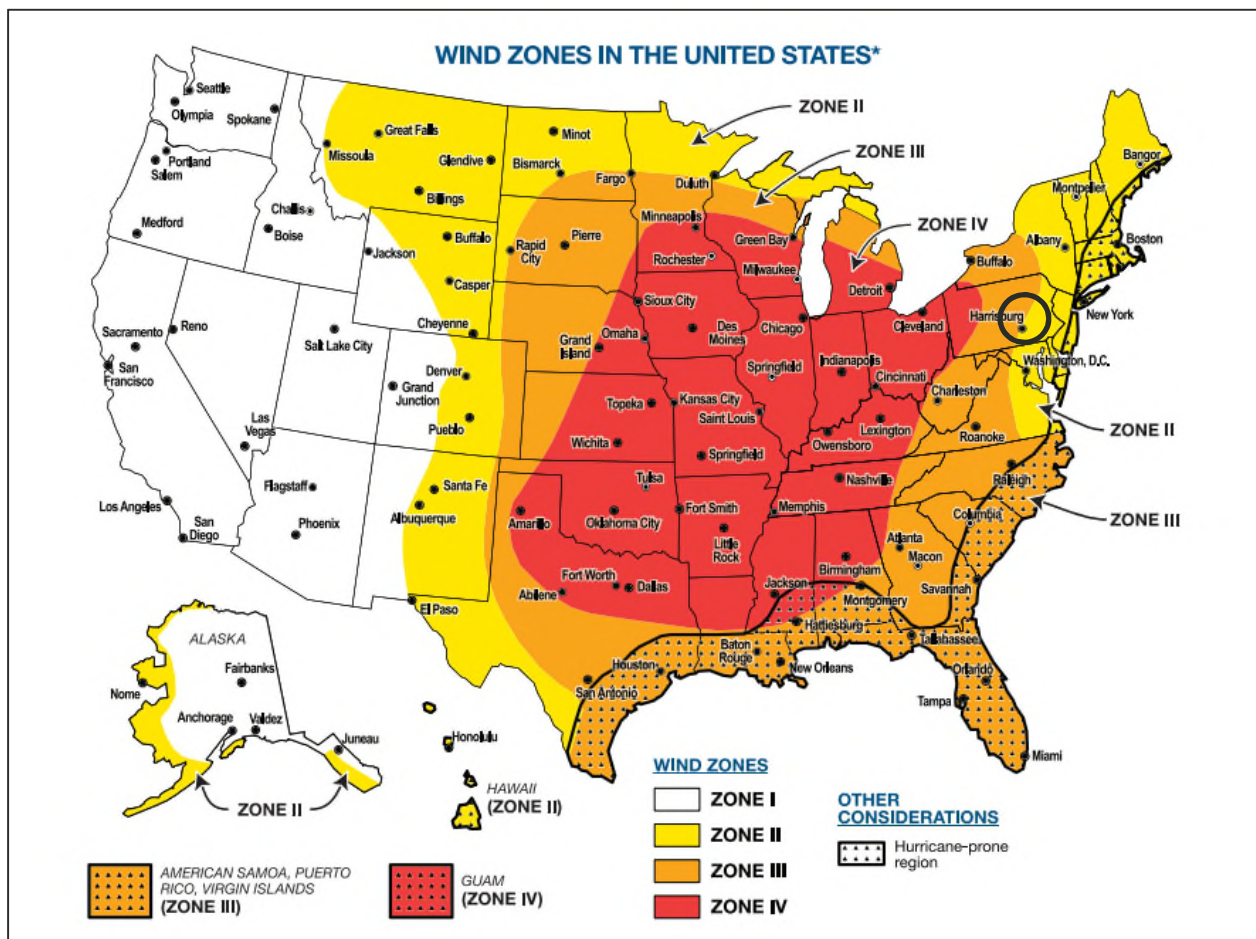 WIND ZONES IN THE UNITED STATES*
ZONE II
ZONE III
ZONE IV
Seattle
Olympia
Spokane
Portland
Salem
Medford
Challis
Boise
Missoula
Great Falls
Glendive
Billings
Minot
Bismarck
Fargo
Duluth
Jackson
Buffalo
Casper
Cheyenne
Rapid
City
Pierre
Minneapolis
Rochester
Green Bay
Milwaukee
Detroit
Bangor
Montpelier
Albany
Boston
Buffalo
Harrisburg
New York
Sacramento
San
Francisco
Reno
Salt Lake City
Las
Vegas
Los Angeles
San
Diego
Denver
Grand
Junction
Pueblo
Flagstaff
Phoenix
Santa Fe
Albuquerque
El Paso
Sioux City
Grand
Island
Omaha
Des
Moines
Chicago
Cleveland
Washington, D.C.
Topeka
Kansas City
Saint Louis
Springfield
Indianapolis
Cincinnati
Charleston
Roanoke
Wichita
Springfield
Owensboro
Lexington
ZONE II
Tulsa
Nashville
Raleigh
Amarillo
Oklahoma City
Fort Smith
Memphis
Columbia
ZONE III
Little
Rock
Atlanta
Macon
Birmingham
Savannah
Fort Worth
Dallas
Abilene
Jackson
Montgomery
Hattiesburg
Tallahassee
Baton
Rouge
New Orleans
Houston
San Antonio
Orlando
Tampa
Miami
ALASKA
Fairbanks
Nome
Anchorage
Valdez
Juneau
ZONE II
Honolulu
HAWAII
(ZONE II)
AMERICAN SAMOA, PUERTO
RICO, VIRGIN ISLANDS
(ZONE III)
GUAM
(ZONE IV)
WIND ZONES
ZONE I
ZONE II
ZONE III
ZONE IV
OTHER
CONSIDERATIONS
Hurricane-prone
region